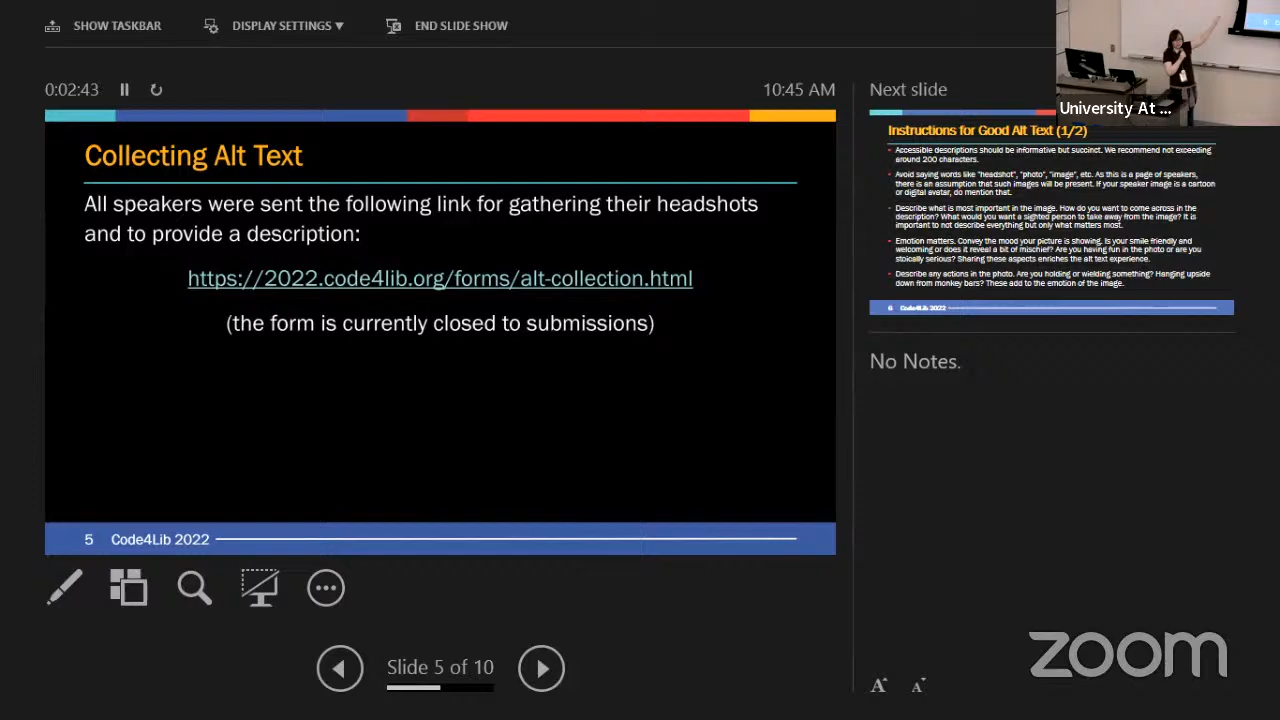 SHOW TASKBAR
DISPLAY SETTINGS ▼
END SLIDE SHOW
0:02:43
10:45 AM
Collecting Alt Text
All speakers were sent the following link for gathering their headshots
and to provide a description:
https://2022.code4lib.org/forms/alt-collection.html
(the form is currently closed to submissions)
5 Code4Lib 2022
Slide 5 of 10
Next slide
University At ...
Instructions for Good Alt Text (1/2)
• Accessible descriptions should be informative but succinct. We recommend not exceeding
around 200 characters.
• Avoid saying words like "headshot", "photo", "image", etc. As this is a page of speakers,
there is an assumption that such images will be present. If your speaker image is a cartoon
or digital avatar, do mention that.
• Describe what is most important in the image. How do you want to come across in the
description? What would you want a sighted person to take away from the image? It is
important to not describe everything but only what matters most.
• Emotion matters. Convey the mood your picture is showing. Is your smile friendly and
welcoming or does it reveal a bit of mischief? Are you having fun in the photo or are you
stoically serious? Sharing these aspects enriches the alt text experience.
• Describe any actions in the photo. Are you holding or wielding something? Hanging upside
down from monkey bars? These add to the emotion of the image.
6 Code4Lib 2022
No Notes.
zoom
A A